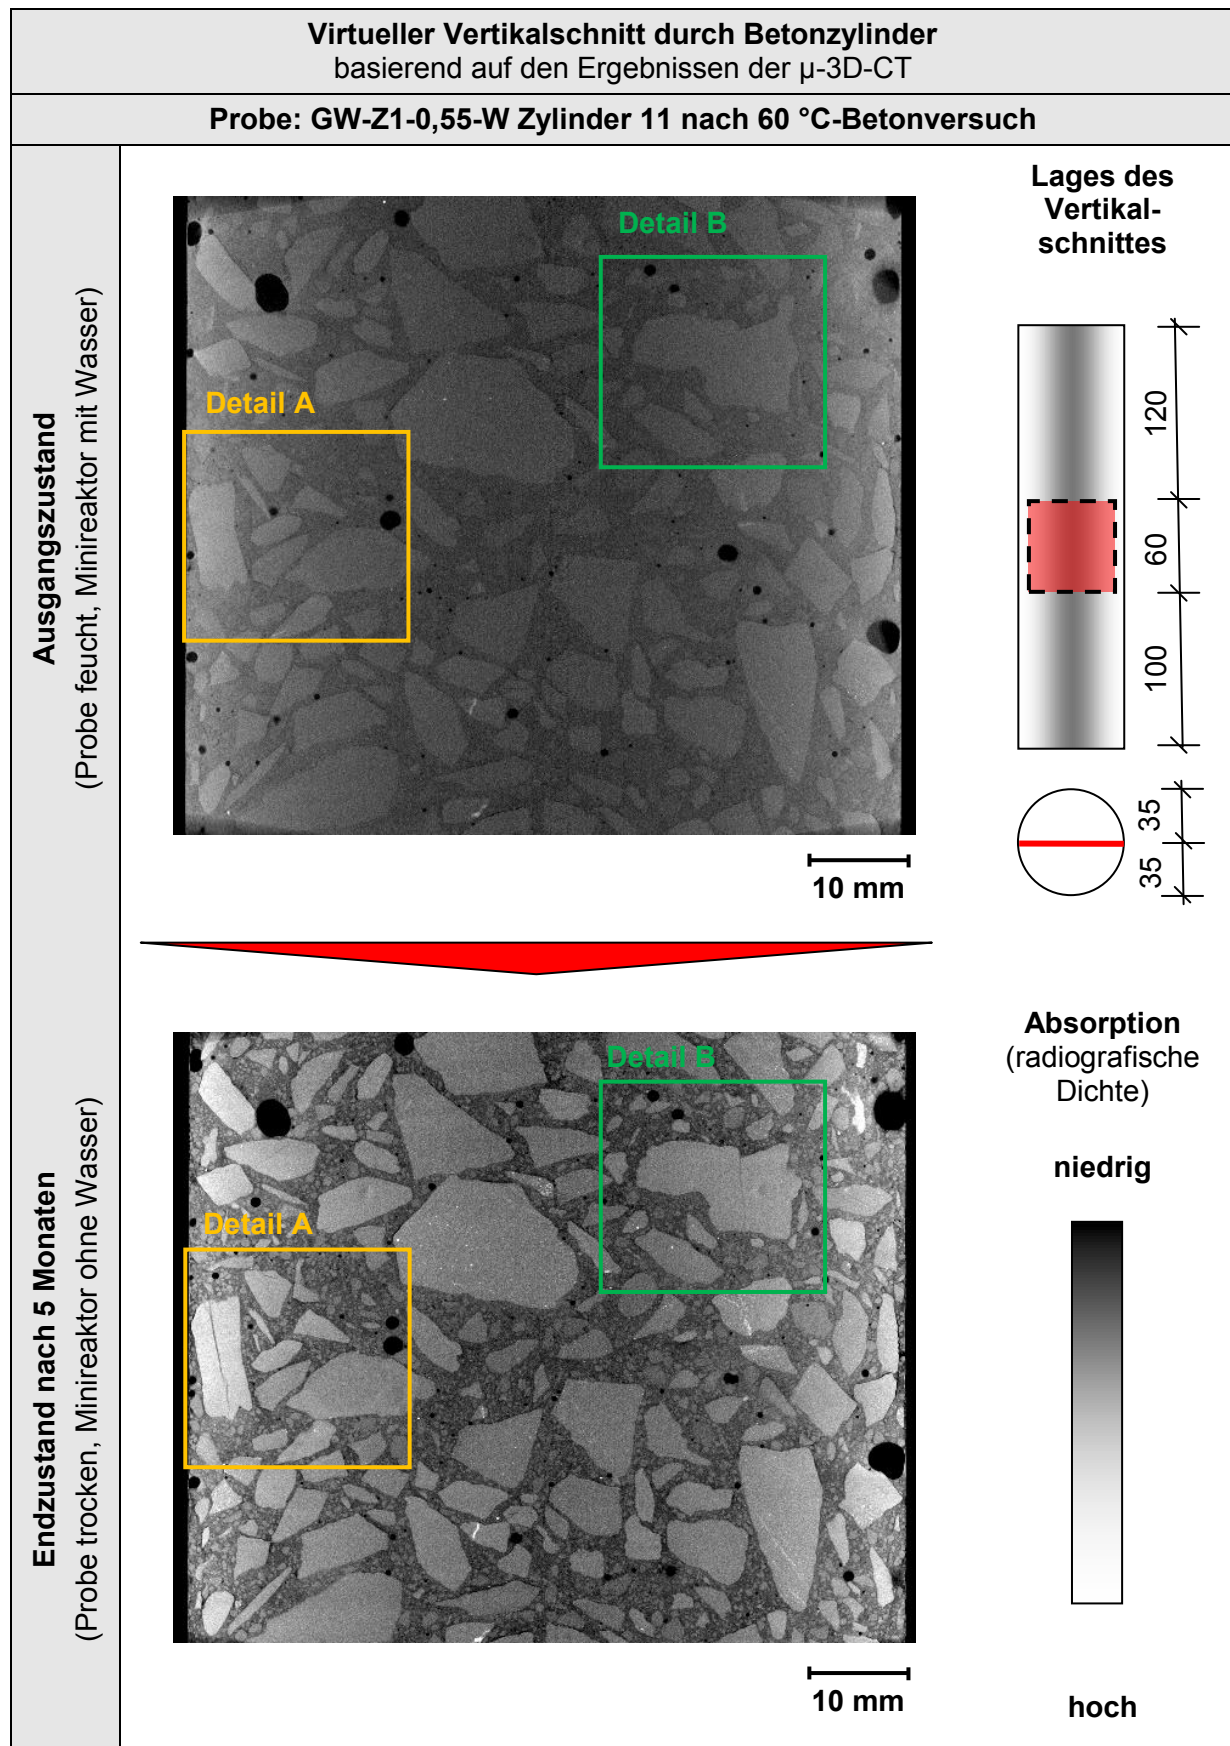 Virtueller Vertikalschnitt durch Betonzylinder
basierend auf den Ergebnissen der µ-3D-CT
Probe: GW-Z1-0,55-W Zylinder 11 nach 60 °C-Betonversuch
Ausgangszustand
(Probe feucht, Minireaktor mit Wasser)
Detail B
Detail A
10 mm
Lages des
Vertikal-
schnittes
120
60
100
35
35
Endzustand nach 5 Monaten
(Probe trocken, Minireaktor ohne Wasser)
Detail B
Detail A
10 mm
Absorption
(radiografische
Dichte)
niedrig
hoch